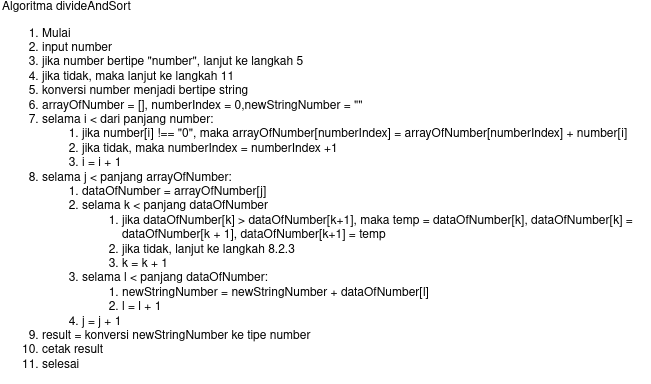 Algoritma divideAndSort
1. Mulai
2. input number
3. jika number bertipe "number", lanjut ke langkah 5
4. jika tidak, maka lanjut ke langkah 11
5. konversi number menjadi bertipe string
6. arrayOfNumber = [], numberIndex = 0,newStringNumber = ""
7. selama i < dari panjang number:
1. jika number[i] !== "0", maka arrayOfNumber[numberIndex] = arrayOfNumber[numberIndex] + number[i]
2. jika tidak, maka numberIndex = numberIndex +1
3. i = i + 1
8. selama j < panjang arrayOfNumber:
1. dataOfNumber = arrayOfNumber[j]
2. selama k < panjang dataOfNumber
1. jika dataOfNumber[k] > dataOfNumber[k+1], maka temp = dataOfNumber[k], dataOfNumber[k] =
dataOfNumber[k + 1], dataOfNumber[k+1] = temp
2. jika tidak, lanjut ke langkah 8.2.3
3. k = k + 1
3. selama l < panjang dataOfNumber:
1. newStringNumber = newStringNumber + dataOfNumber[l]
2. l = l + 1
4. j = j + 1
9. result = konversi newStringNumber ke tipe number
10. cetak result
11. selesai